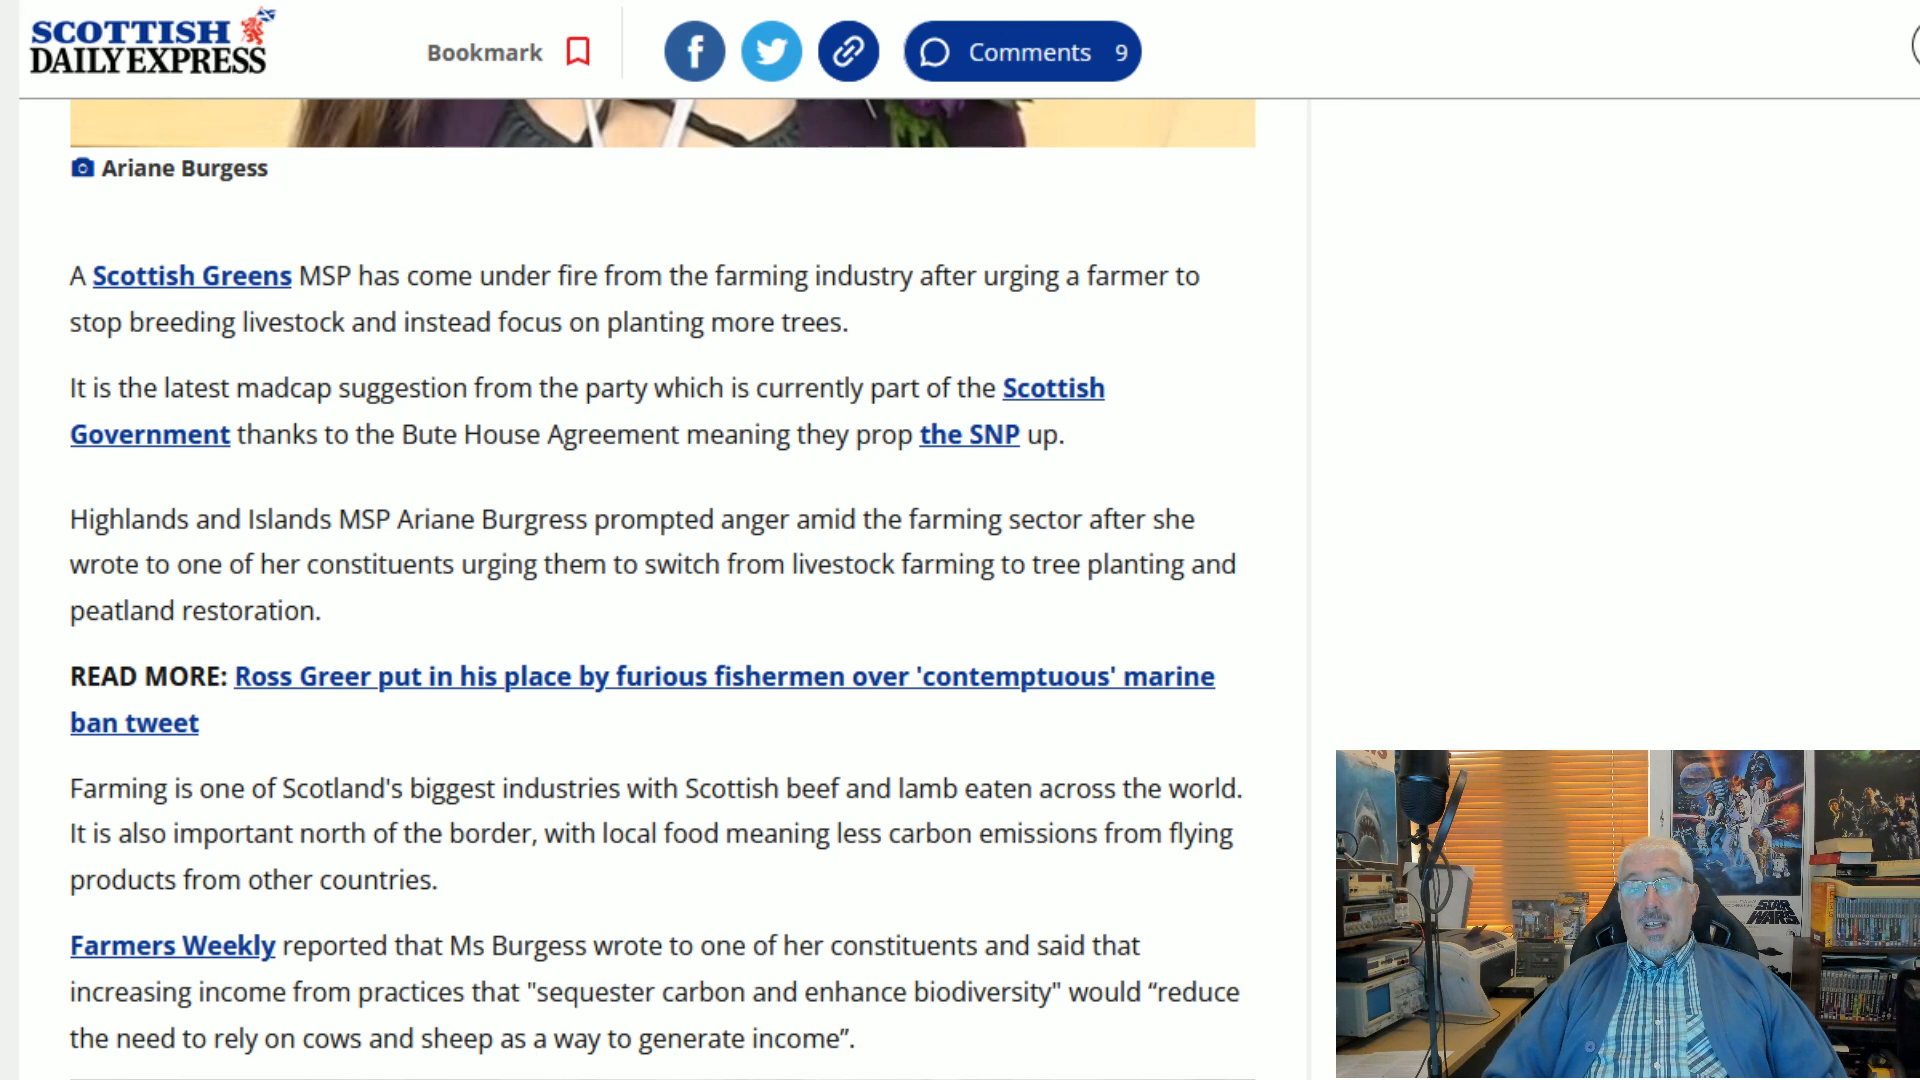 SCOTTISH
DAILY EXPRESS
Bookmark
Comments 9
Ariane Burgess
A Scottish Greens MSP has come under fire from the farming industry after urging a farmer to
stop breeding livestock and instead focus on planting more trees.
It is the latest madcap suggestion from the party which is currently part of the Scottish
Government thanks to the Bute House Agreement meaning they prop the SNP up.
Highlands and Islands MSP Ariane Burgress prompted anger amid the farming sector after she
wrote to one of her constituents urging them to switch from livestock farming to tree planting and
peatland restoration.
READ MORE: Ross Greer put in his place by furious fishermen over 'contemptuous' marine
ban tweet
Farming is one of Scotland's biggest industries with Scottish beef and lamb eaten across the world.
It is also important north of the border, with local food meaning less carbon emissions from flying
products from other countries.
Farmers Weekly reported that Ms Burgess wrote to one of her constituents and said that
increasing income from practices that "sequester carbon and enhance biodiversity" would “reduce
the need to rely on cows and sheep as a way to generate income”.
STAR
WARS